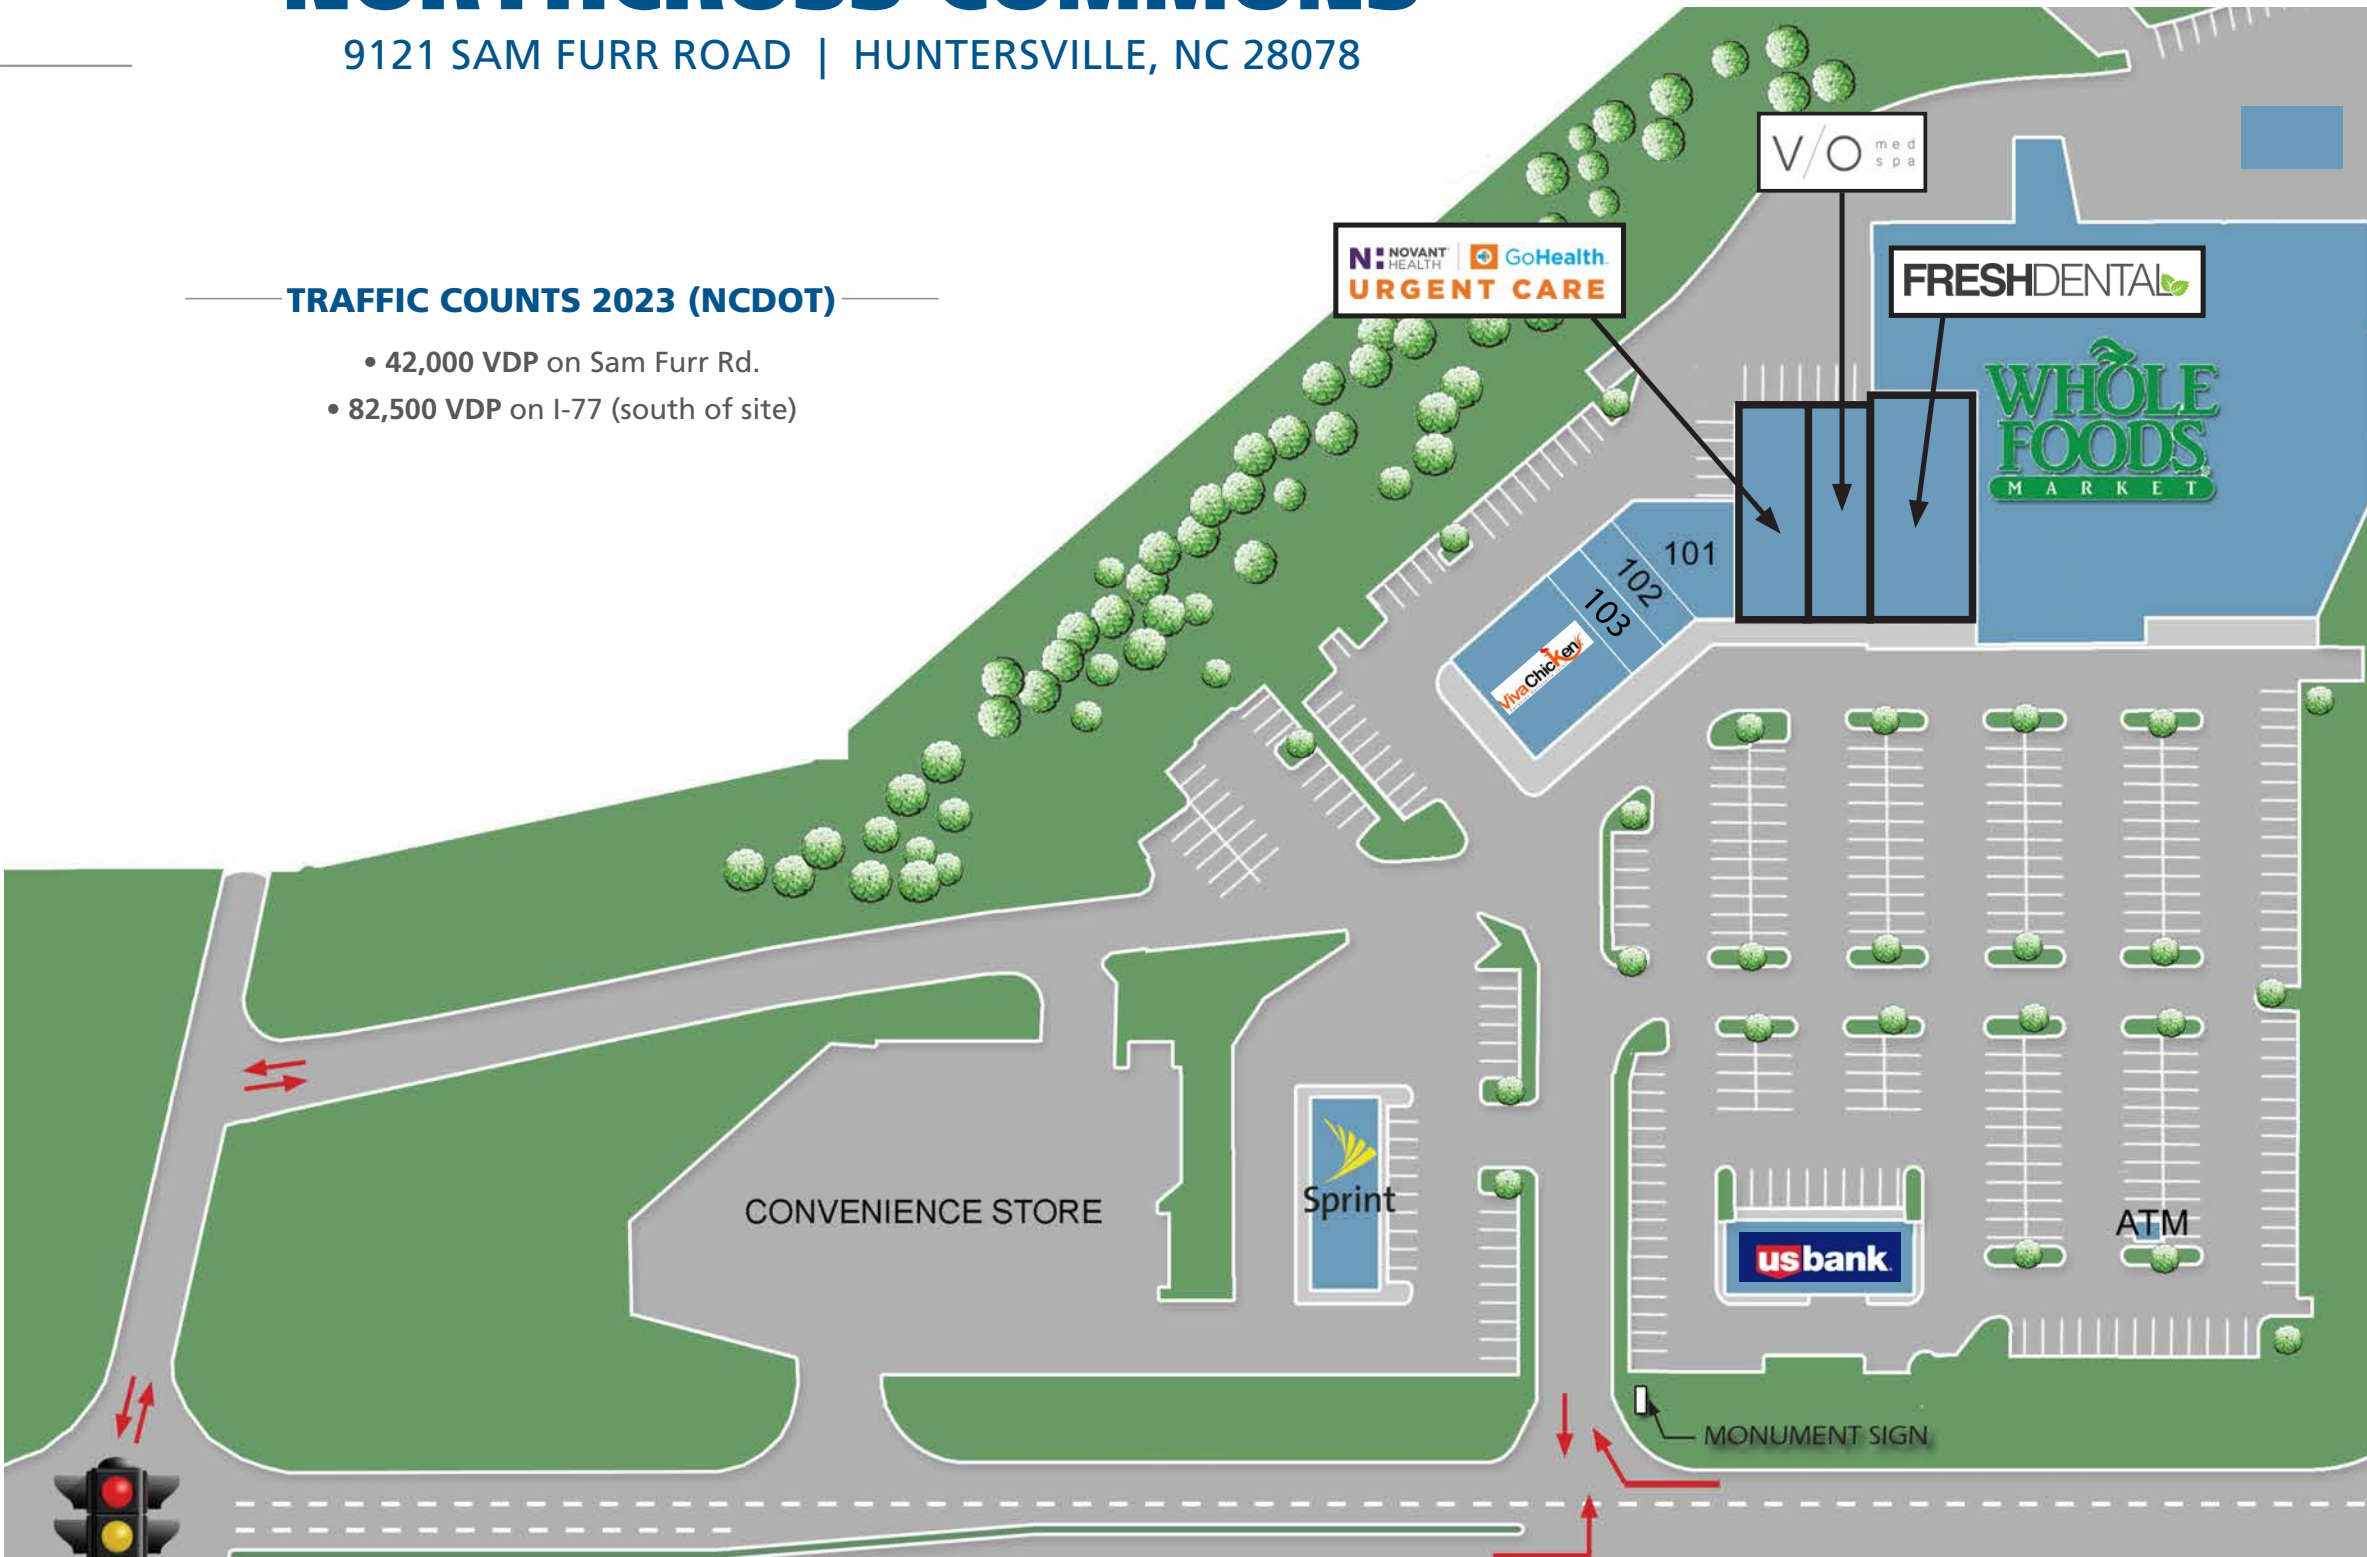 NORTHCROSS COMMONS
9121 SAM FURR ROAD | HUNTERSVILLE, NC 28078
TRAFFIC COUNTS 2023 (NCDOT)
• 42,000 VDP on Sam Furr Rd.
• 82,500 VDP on I-77 (south of site)
V/O med spa
NOVANT HEALTH GoHealth
URGENT CARE
FRESHDENTAL
WHOLE
FOODS
MARKET
101
102
103
VivaChicken
CONVENIENCE STORE
Sprint
usbank
ATM
MONUMENT SIGN